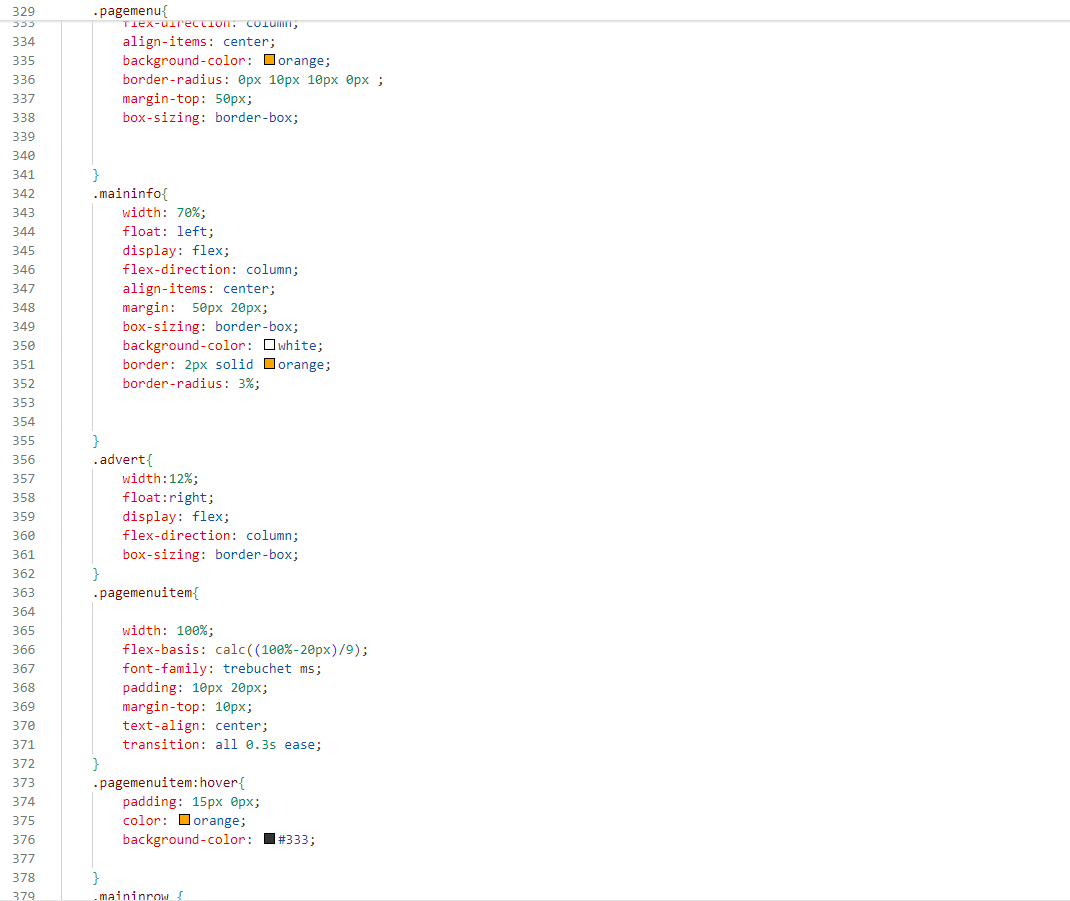 329 .pagemenu{
333 flex-direction: column;
334 align-items: center;
335 background-color: orange;
336 border-radius: 0px 10px 10px 0px ;
337 margin-top: 50px;
338 box-sizing: border-box;
339
340
341 }
342 .maininfo{
343 width: 70%;
344 float: left;
345 display: flex;
346 flex-direction: column;
347 align-items: center;
348 margin:  50px 20px;
349 box-sizing: border-box;
350 background-color: white;
351 border: 2px solid orange;
352 border-radius: 3%;
353
354
355 }
356 .advert{
357 width:12%;
358 float:right;
359 display: flex;
360 flex-direction: column;
361 box-sizing: border-box;
362 }
363 .pagemenuitem{
364
365 width: 100%;
366 flex-basis: calc((100%-20px)/9);
367 font-family: trebuchet ms;
368 padding: 10px 20px;
369 margin-top: 10px;
370 text-align: center;
371 transition: all 0.3s ease;
372 }
373 .pagemenuitem:hover{
374 padding: 15px 0px;
375 color: orange;
376 background-color: #333;
377
378 }
379 .maininrow {